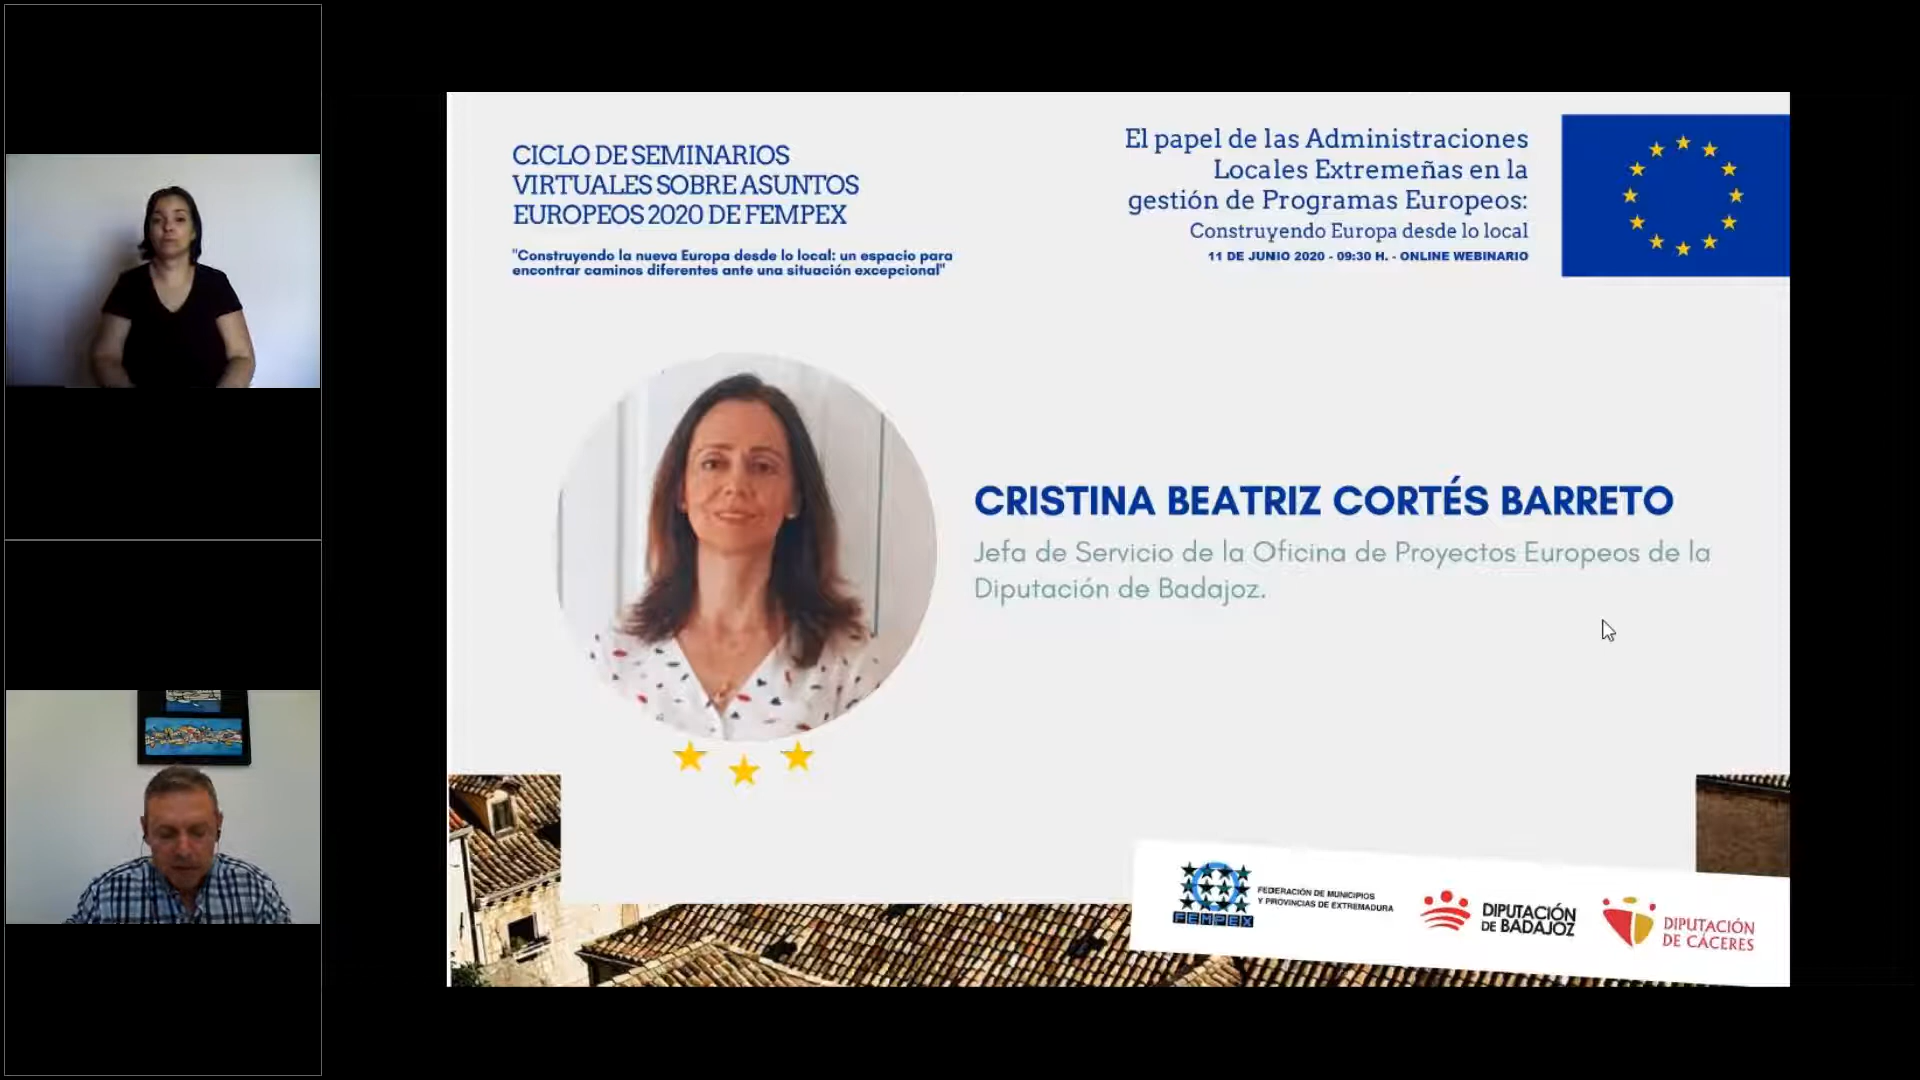 CICLO DE SEMINARIOS
VIRTUALES SOBRE ASUNTOS
EUROPEOS 2020 DE FEMPEX
"Construyendo la nueva Europa desde lo local: un espacio para
encontrar caminos diferentes ante una situación excepcional"
El papel de las Administraciones
Locales Extremeñas en la
gestión de Programas Europeos:
Construyendo Europa desde lo local
11 DE JUNIO 2020 - 09:30 H. - ONLINE WEBINARIO
CRISTINA BEATRIZ CORTÉS BARRETO
Jefa de Servicio de la Oficina de Proyectos Europeos de la
Diputación de Badajoz.
FEMPEX
FEDERACIÓN DE MUNICIPIOS
Y PROVINCIAS DE EXTREMADURA
DIPUTACIÓN
DE BADAJOZ
DIPUTACIÓN
DE CÁCERES